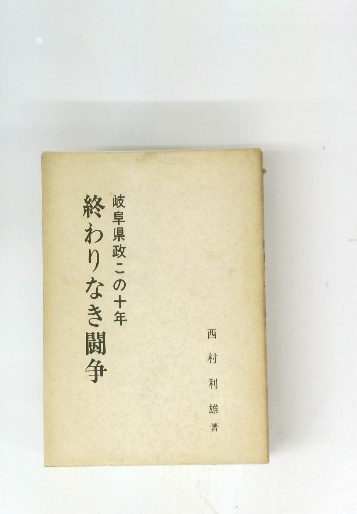 岐阜県政この十年
終わりなき闘争
西村利雄著